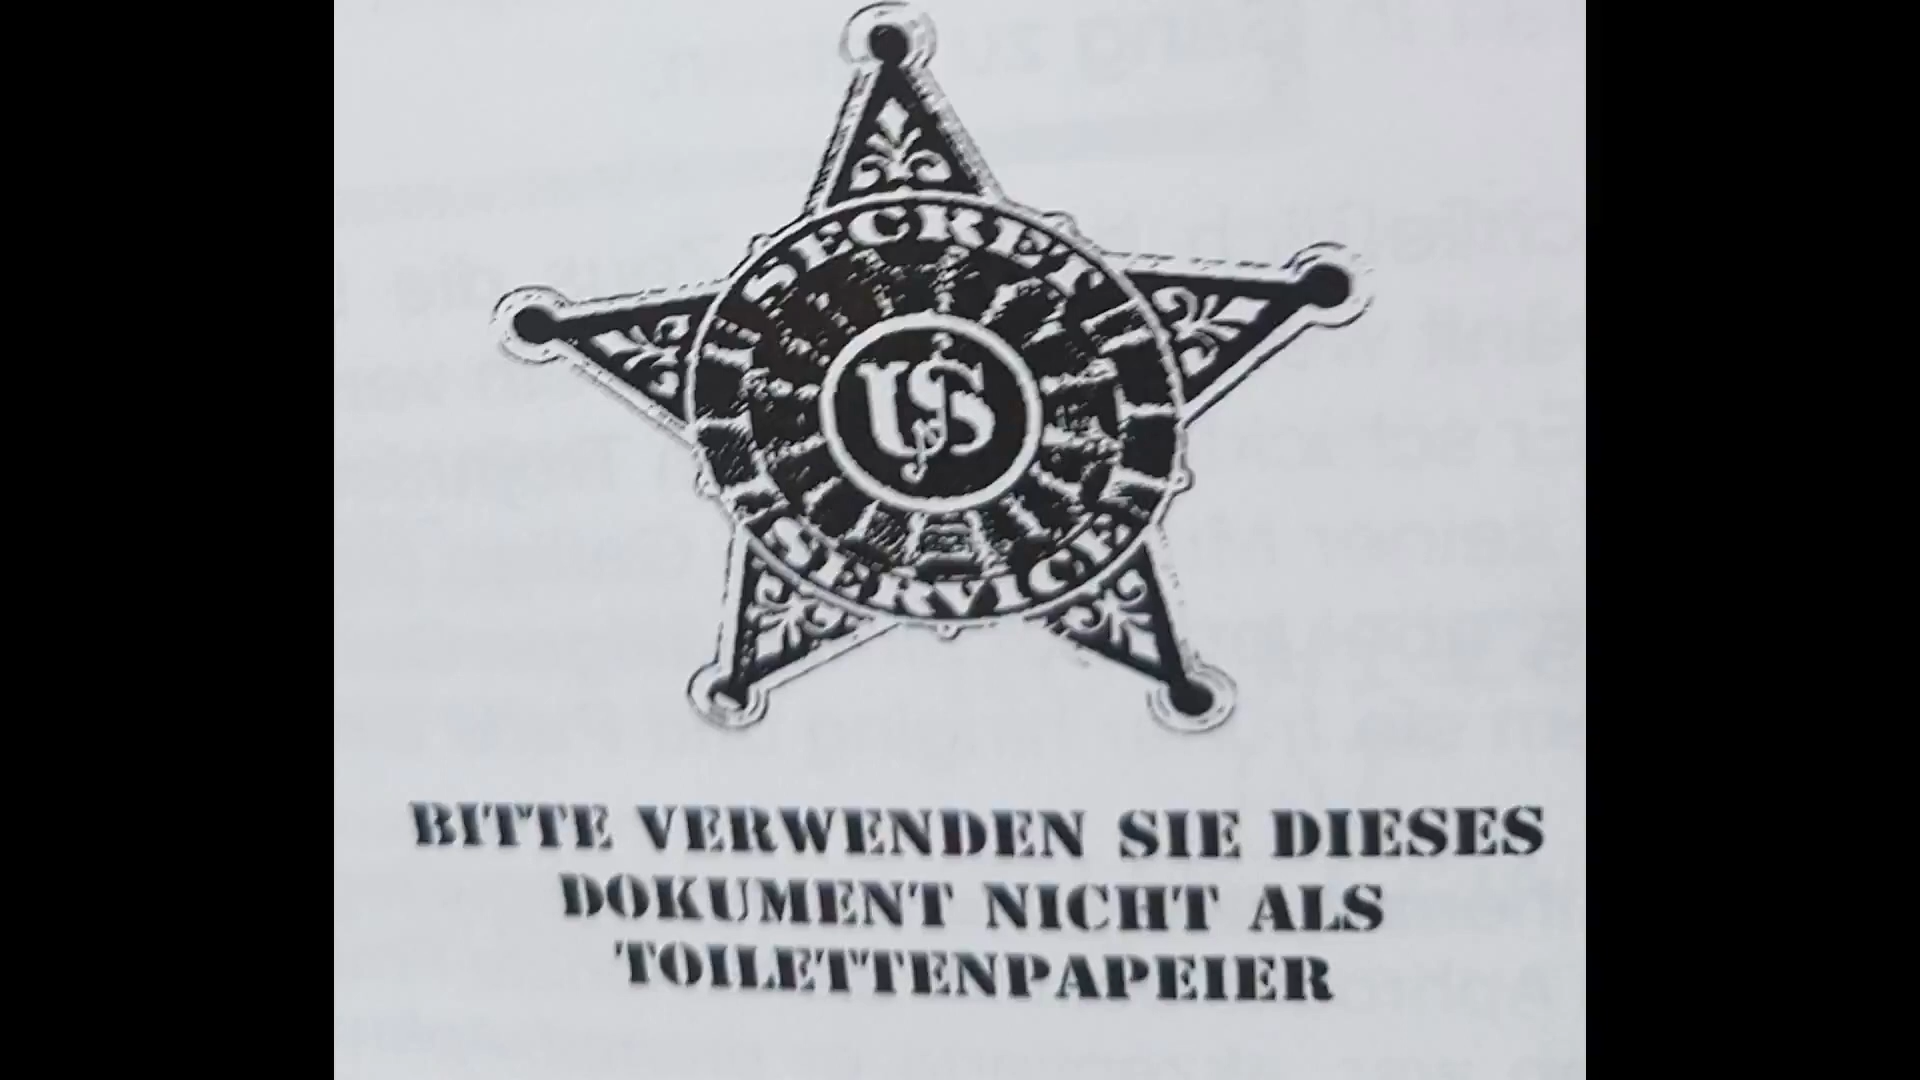 SECRET
US
SERVICE
BITTE VERWENDEN SIE DIESES
DOKUMENT NICHT ALS
TOILETTENPAPEIER